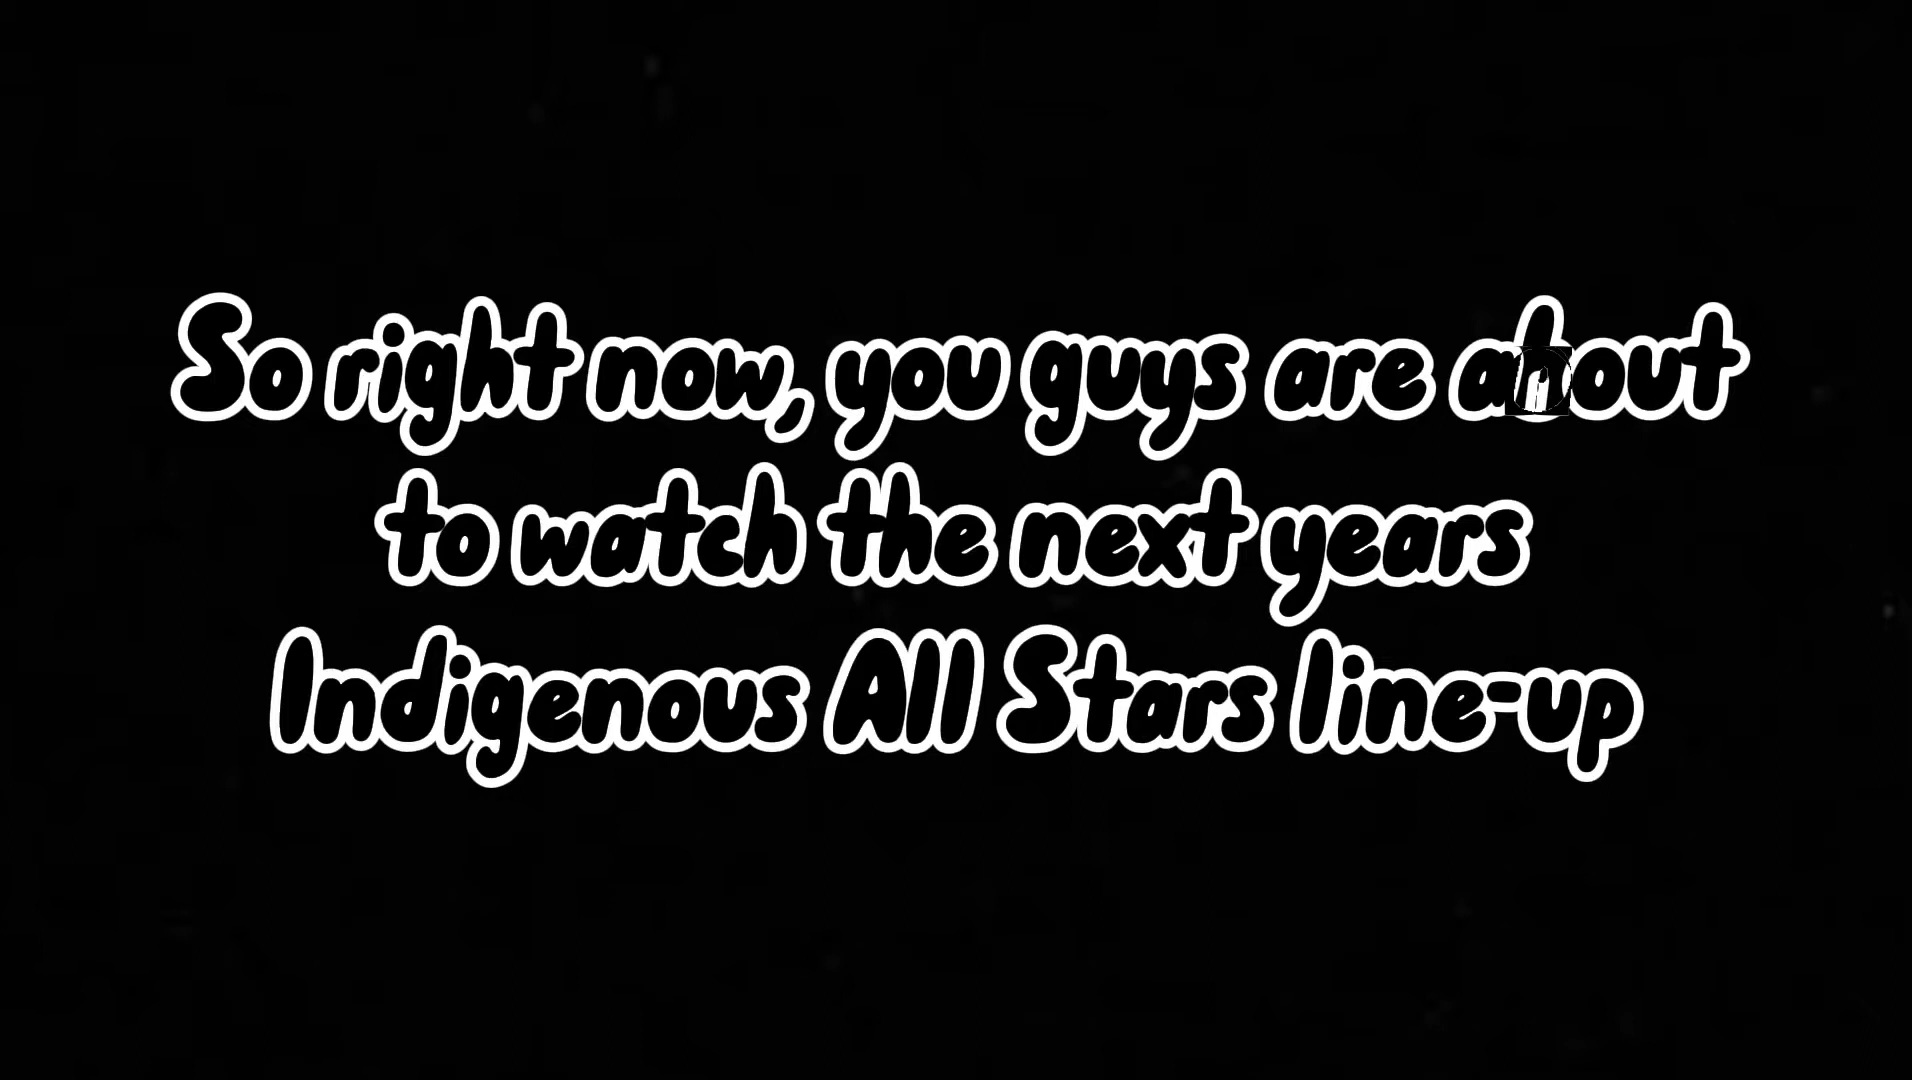 So right now, you guys are about
to watch the next years
Indigenous All Stars line-up